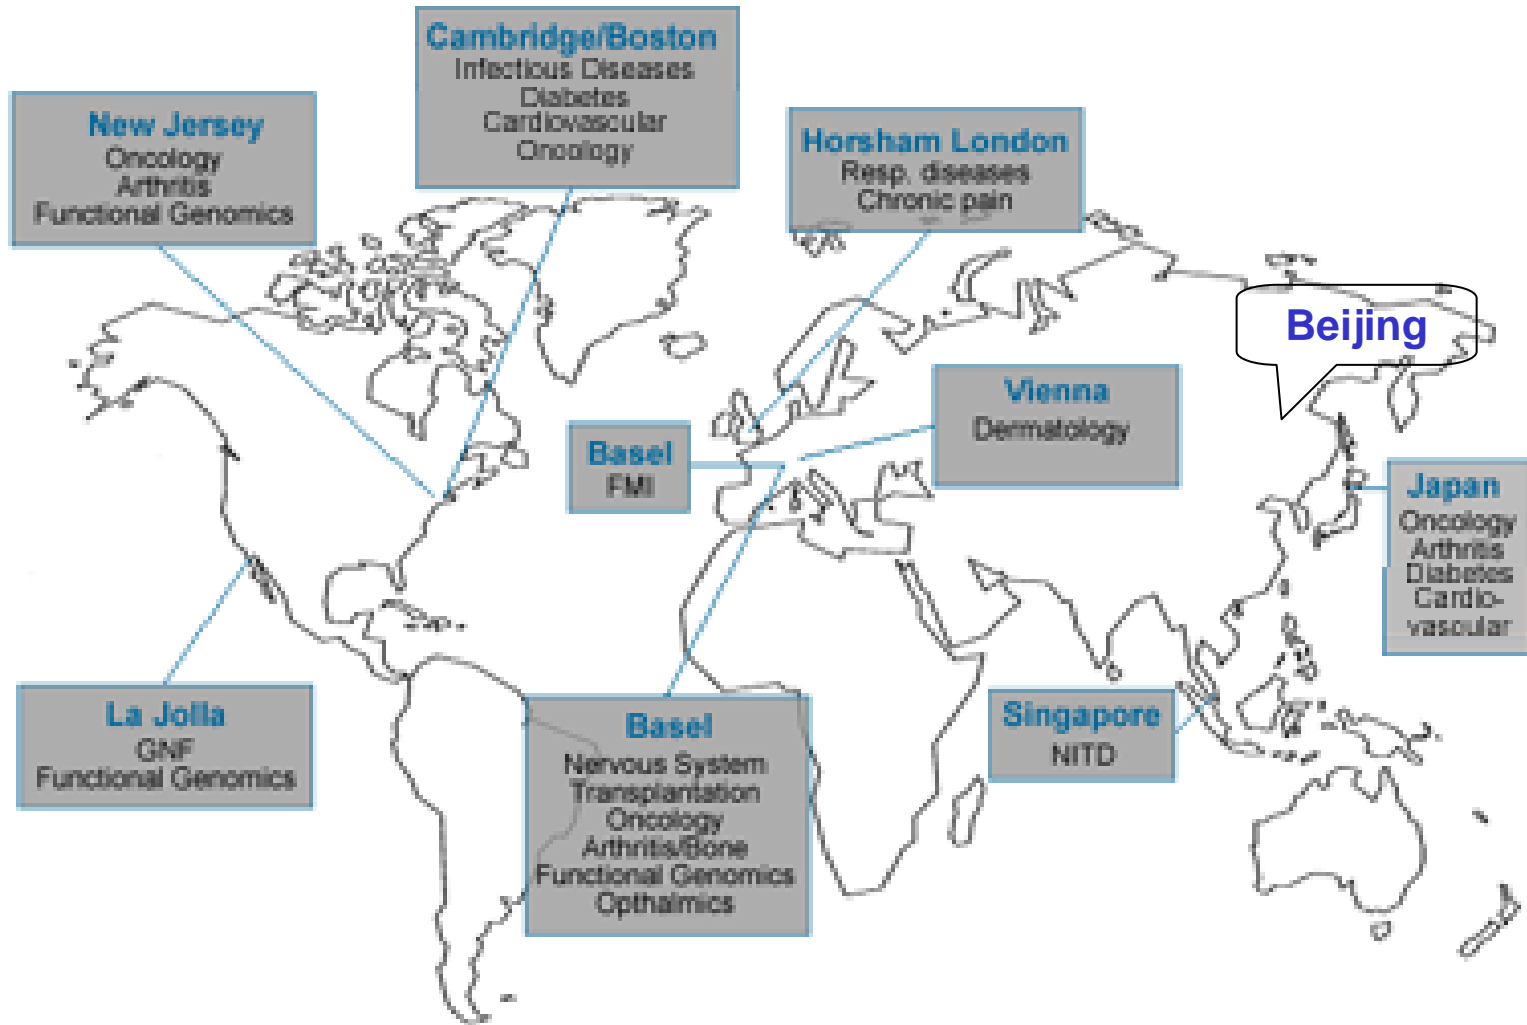 Cambridge/Boston
Infectious Diseases
Diabetes
Cardiovascular
Oncology
New Jersey
Oncology
Arthritis
Functional Genomics
Horsham London
Resp. diseases
Chronic pain
Beijing
Vienna
Dermatology
Basel
FMI
Japan
Oncology
Arthritis
Diabetes
Cardio-
vascular
La Jolla
GNF
Functional Genomics
Basel
Nervous System
Transplantation
Oncology
Arthritis/Bone
Functional Genomics
Opthalmics
Singapore
NITD